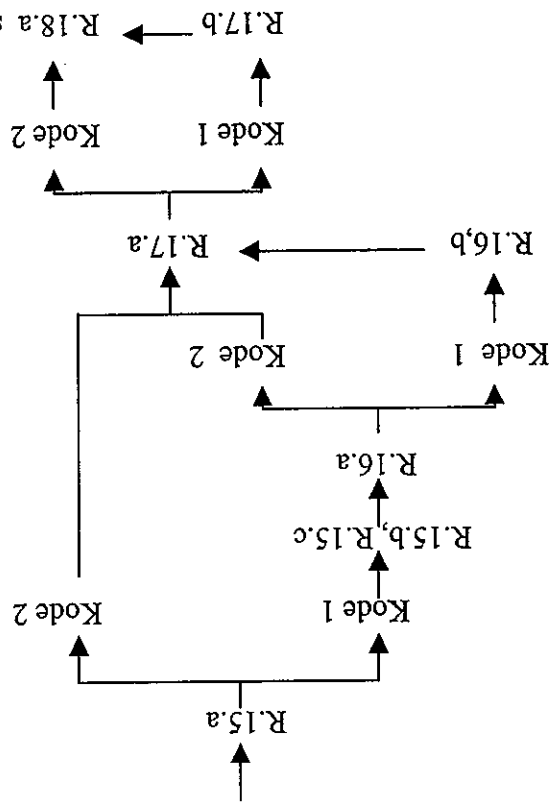 R.15.a
Kode 1 Kode 2
R.15.b, R.15.c
R.16.a
Kode 1 Kode 2
R.16,b R.17.a
Kode 1 Kode 2
R.17.b R.18.a